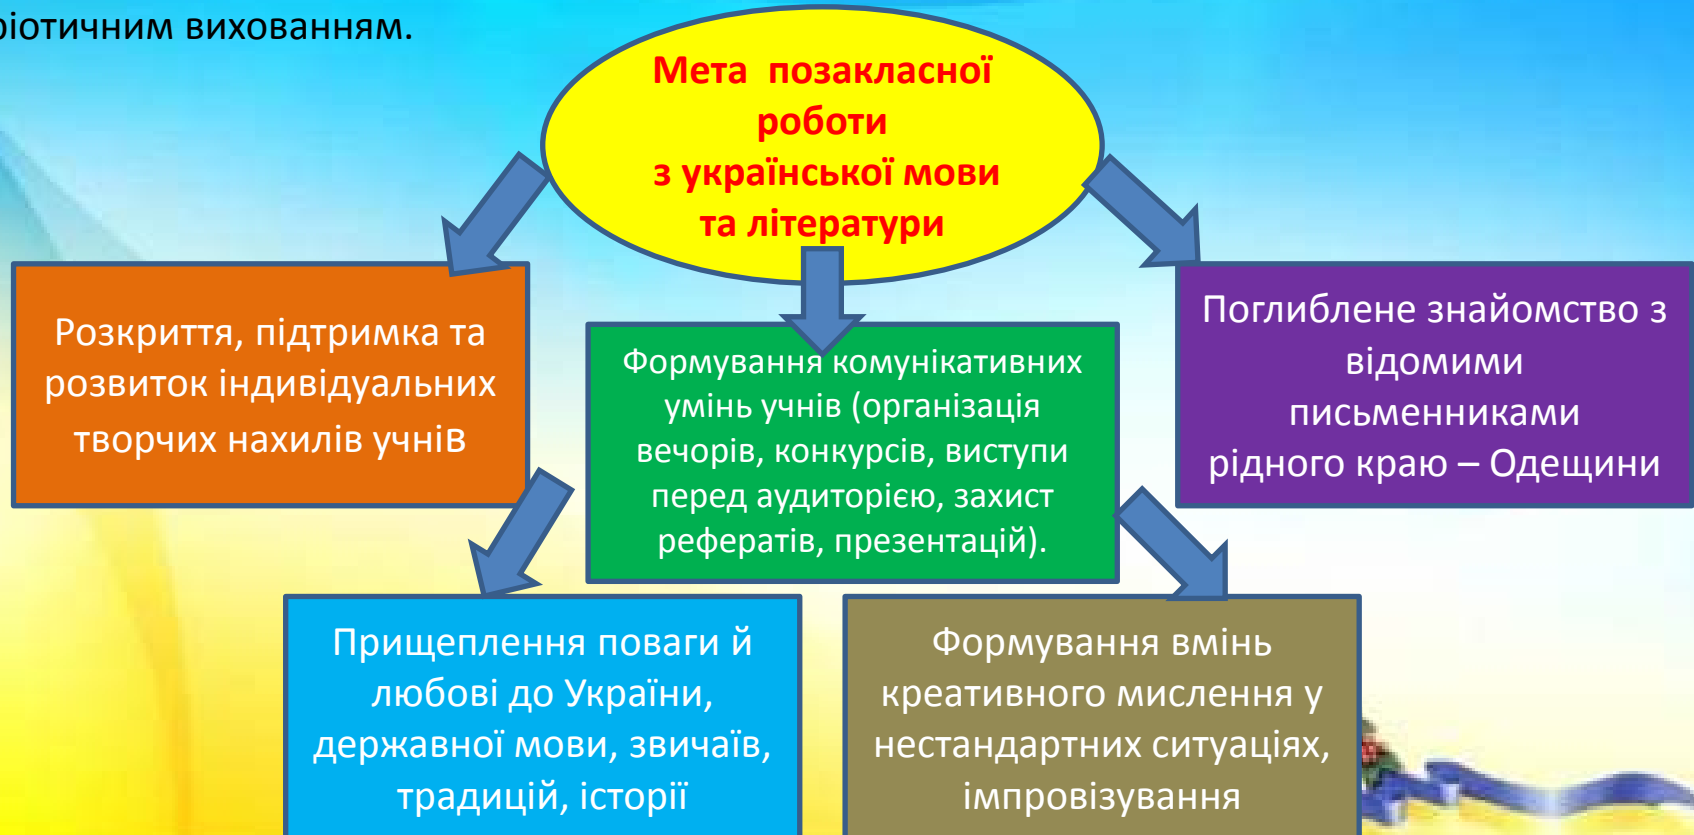 вихованням.
Мета позакласної
роботи
з української мови
та літератури
Розкриття, підтримка та
розвиток індивідуальних
творчих нахилів учнів
Формування комунікативних
умінь учнів (організація
вечорів, конкурсів, виступи
перед аудиторією, захист
рефератів, презентацій).
Поглиблене знайомство з
відомими
письменниками
рідного краю – Одещини
Прищеплення поваги й
любові до України,
державної мови, звичаїв,
традицій, історії
Формування вмінь
креативного мислення у
нестандартних ситуаціях,
імпровізування